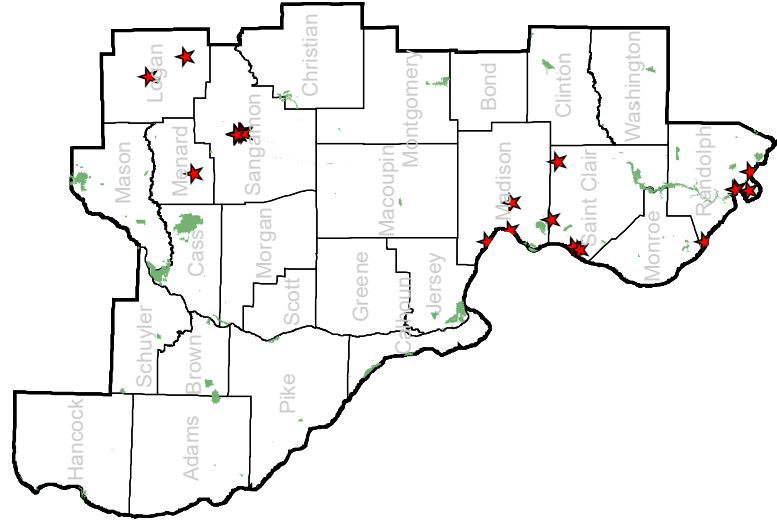 Logan
Christian
Montgomery
Bond
Clinton
Washington
Mason
Menard
Sangamon
Macoupin
Madison
Saint Clair
Randolph
Cass
Morgan
Scott
Greene
Calhoun
Jersey
Monroe
Schuyler
Brown
Pike
Hancock
Adams